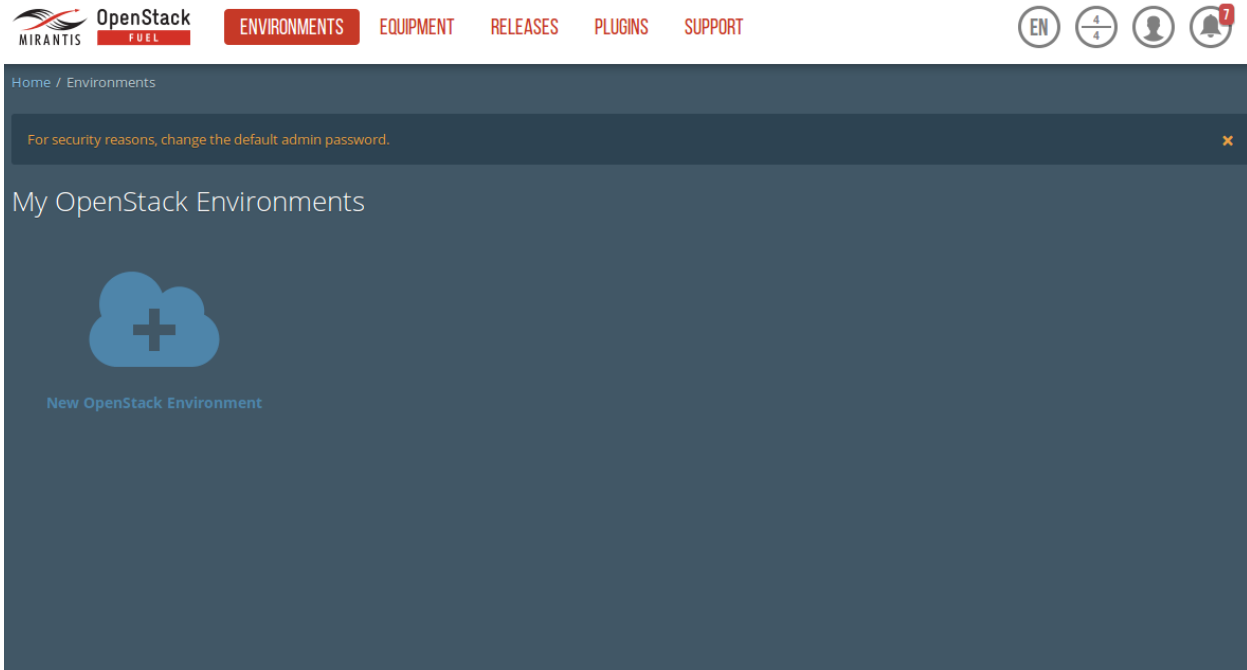 MIRANTIS
OpenStack
FUEL
ENVIRONMENTS
EQUIPMENT
RELEASES
PLUGINS
SUPPORT
EN
4
4
7
Home / Environments
For security reasons, change the default admin password.
My OpenStack Environments
New OpenStack Environment